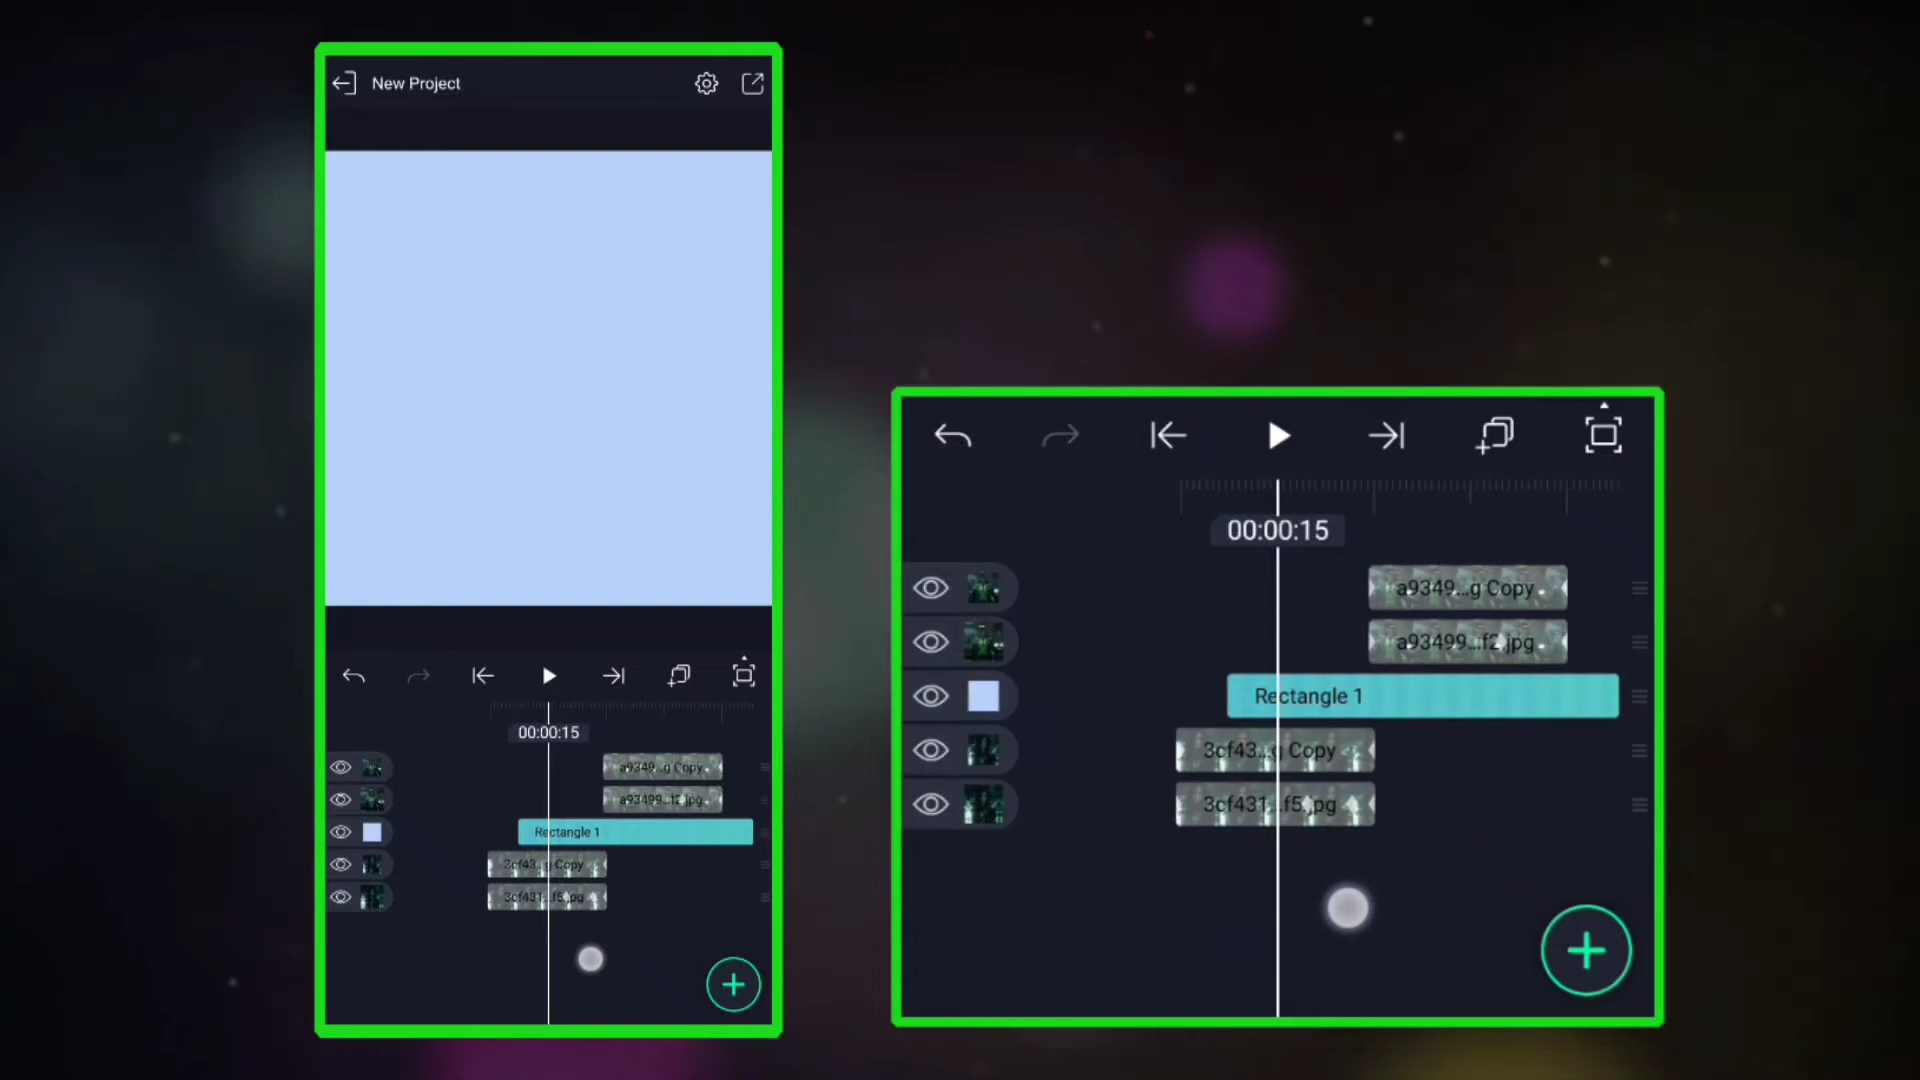 New Project
00:00:15
a9349...g Copy
a93499...f2.jpg
Rectangle 1
3cf43...g Copy
3cf431...f5.jpg
00:00:15
a9349...g Copy
a93499...f2.jpg
Rectangle 1
3cf43...g Copy
3cf431...f5.jpg